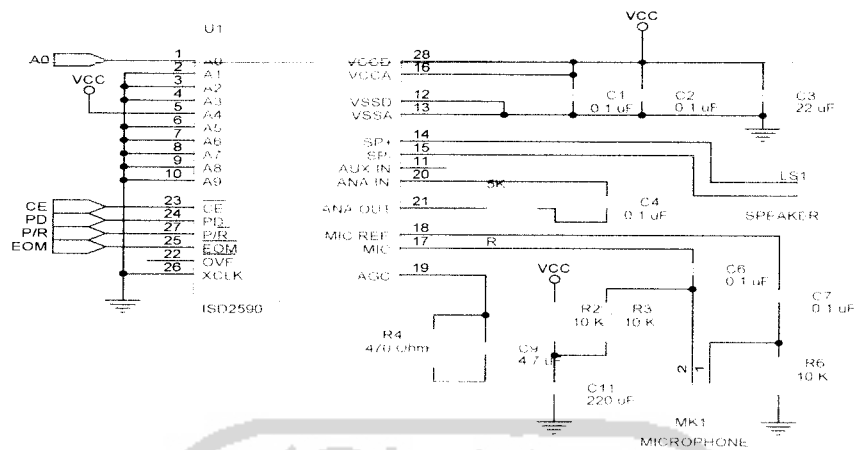 U1
VCC
A0
1
A0
28
VCCD
2
A1
16
VCCA
VCC
3
A2
4
A3
12
VSSD
C1
C2
C3
5
A4
13
VSSA
0.1 uF
0.1 uF
22 uF
6
A5
7
A6
14
SP+
8
A7
15
SP-
9
A8
11
AUX IN
LS1
10
A9
20
ANA IN
5K
CE
23
CE
21
ANA OUT
C4
0.1 uF
SPEAKER
PD
24
PD
P/R
27
P/R
18
MIC REF
EOM
25
EOM
17
MIC
R
22
OVF
26
XCLK
19
AGC
VCC
C6
0.1 uF
ISD2590
C7
0.1 uF
R2
10 K
R3
10 K
R4
470 Ohm
C9
4.7 uF
2
1
R6
10 K
C11
220 uF
MK1
MICROPHONE